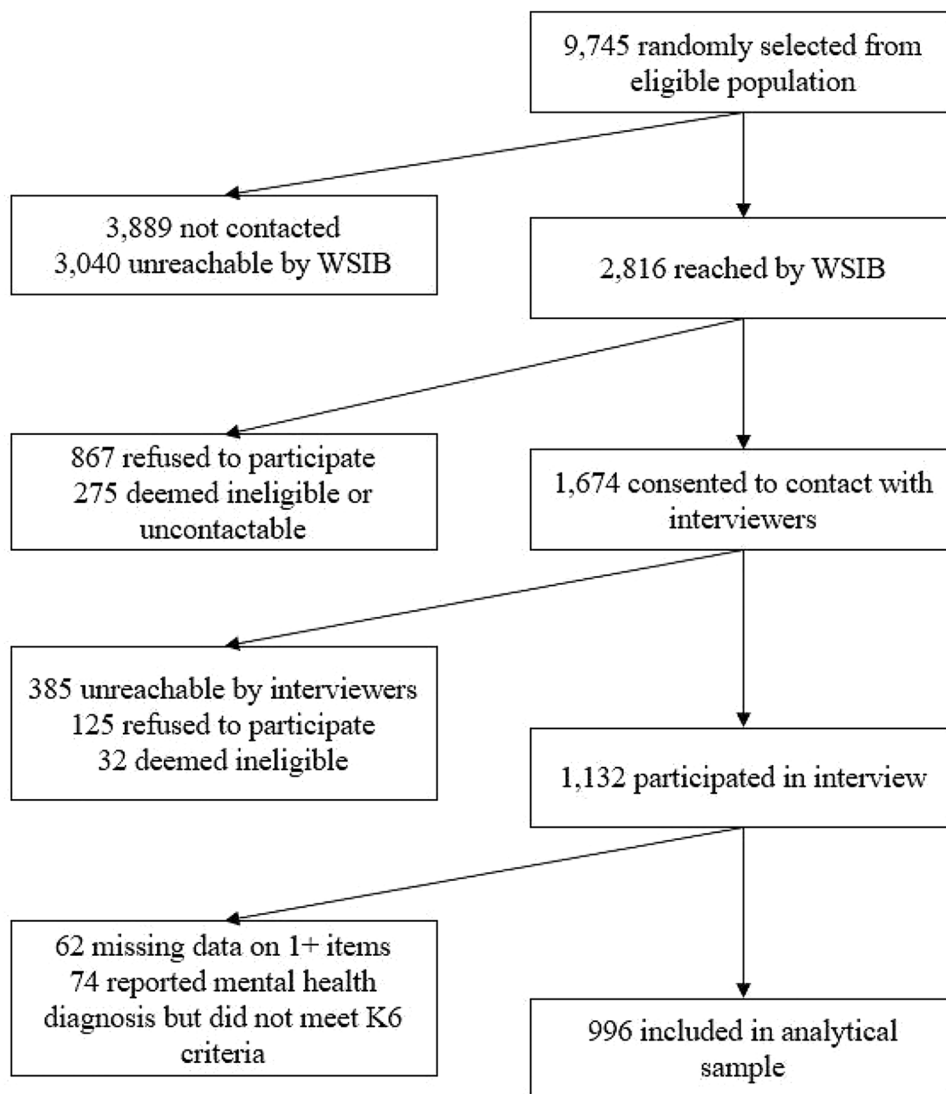 9,745 randomly selected from
eligible population
3,889 not contacted
3,040 unreachable by WSIB
2,816 reached by WSIB
867 refused to participate
275 deemed ineligible or
uncontactable
1,674 consented to contact with
interviewers
385 unreachable by interviewers
125 refused to participate
32 deemed ineligible
1,132 participated in interview
62 missing data on 1+ items
74 reported mental health
diagnosis but did not meet K6
criteria
996 included in analytical
sample